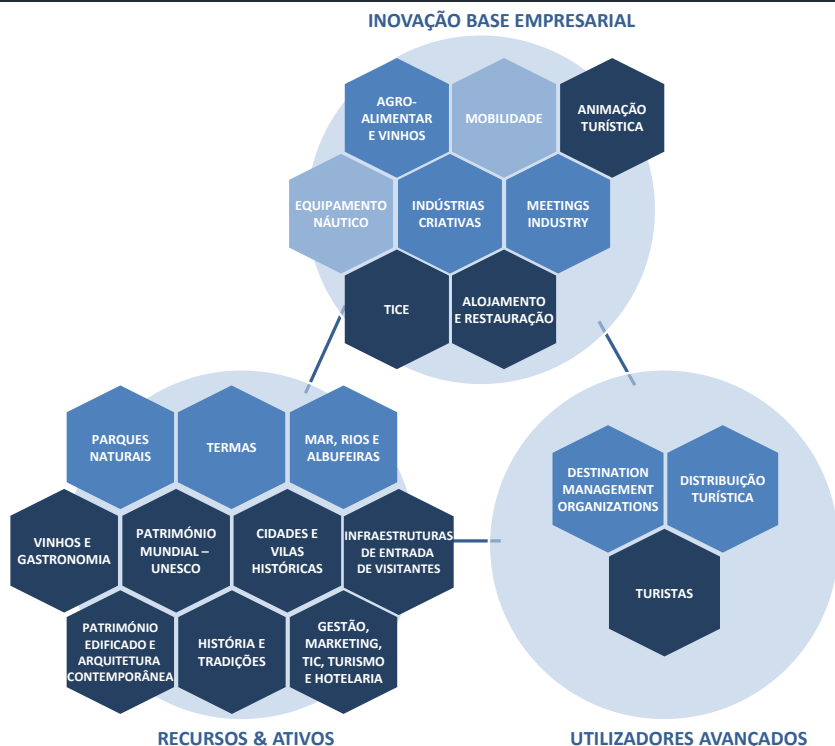 INOVAÇÃO BASE EMPRESARIAL
AGRO-
ALIMENTAR
E VINHOS
MOBILIDADE
ANIMAÇÃO
TURÍSTICA
EQUIPAMENTO
NÁUTICO
INDÚSTRIAS
CRIATIVAS
MEETINGS
INDUSTRY
TICE
ALOJAMENTO
E RESTAURAÇÃO
PARQUES
NATURAIS
TERMAS
MAR, RIOS E
ALBUFEIRAS
VINHOS E
GASTRONOMIA
PATRIMÓNIO
MUNDIAL –
UNESCO
CIDADES E
VILAS
HISTÓRICAS
INFRAESTRUTURAS
DE ENTRADA
DE VISITANTES
PATRIMÓNIO
EDIFICADO E
ARQUITETURA
CONTEMPORÂNEA
HISTÓRIA E
TRADIÇÕES
GESTÃO,
MARKETING,
TIC, TURISMO
E HOTELARIA
RECURSOS & ATIVOS
DESTINATION
MANAGEMENT
ORGANIZATIONS
DISTRIBUIÇÃO
TURÍSTICA
TURISTAS
UTILIZADORES AVANÇADOS